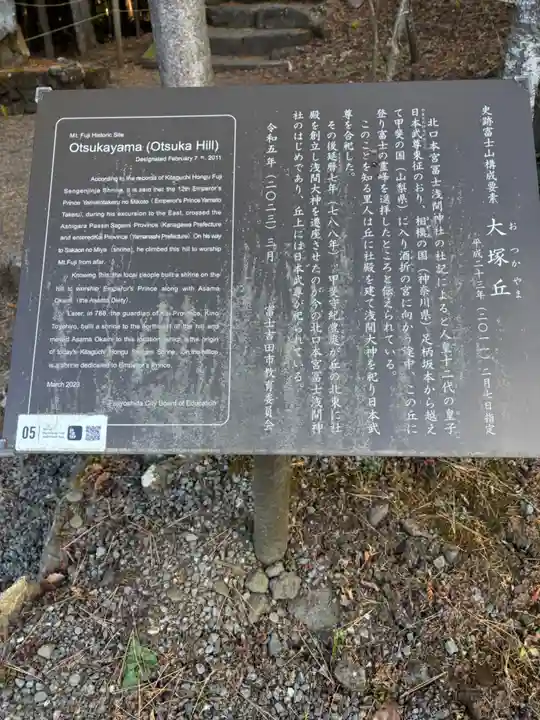 Mt. Fuji Historic Site
Otsukayama (Otsuka Hill)
Designated February 7th, 2011
According to the records of Kitaguchi Hongu Fuji
Sengenjinja Shrine, it is said that the 12th Emperor's
Prince Yamatotakeru no Mikoto (Emperor's Prince Yamato
Takeru), during his excursion to the East, crossed the
Ashigara Pass in Sagami Province (Kanagawa Prefecture)
and entered Kai Province (Yamanashi Prefecture). On his way
to Sakaori no Miya (shrine), he climbed this hill to worship
Mt. Fuji from afar.
Knowing this, the local people built a shrine on the
hill to worship Emperor's Prince along with Asama
Okami (the Asama Deity).
Later, in 788, the guardian of Kai Province, Kino
Toyohiro, built a shrine to the northeast of the hill and
moved Asama Okami to this location, which is the origin
of today's Kitaguchi Hongu Sengen Shrine. On the hilltop
is a shrine dedicated to Emperor's Prince.
March 2023
Fujiyoshida City Board of Education
05
史跡富士山構成要素
大塚丘
おかやま
平成二十三年(二〇一一)二月七日指定
北口本宮富士浅間神社の社記によると人皇十二代の皇子
日本武尊東征のおり、相模の国(神奈川県)足柄坂本から越え
て甲斐の国(山梨県)に入り酒折の宮に向かう途中、この丘に
登り富士の霊峰を遥拝したところと伝えられている。
このことを知る里人は丘に社殿を建て浅間大神を祀り日本武
尊を合祀した。
その後延暦七年(七八八年)、甲斐守紀豊庭が丘の北東に社
殿を創立し浅間大神を遷座させたのが今の北口本宮富士浅間神
社のはじめであり、丘上には日本武尊が祀られている。
令和五年(二〇二三)三月
富士吉田市教育委員会